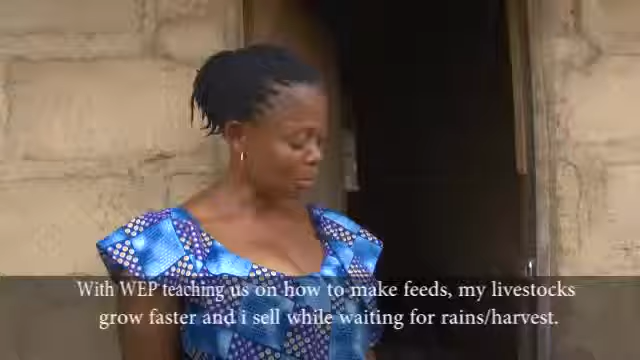 With WEP teaching us on how to make feeds, my livestocks
grow faster and i sell while waiting for rains/harvest.